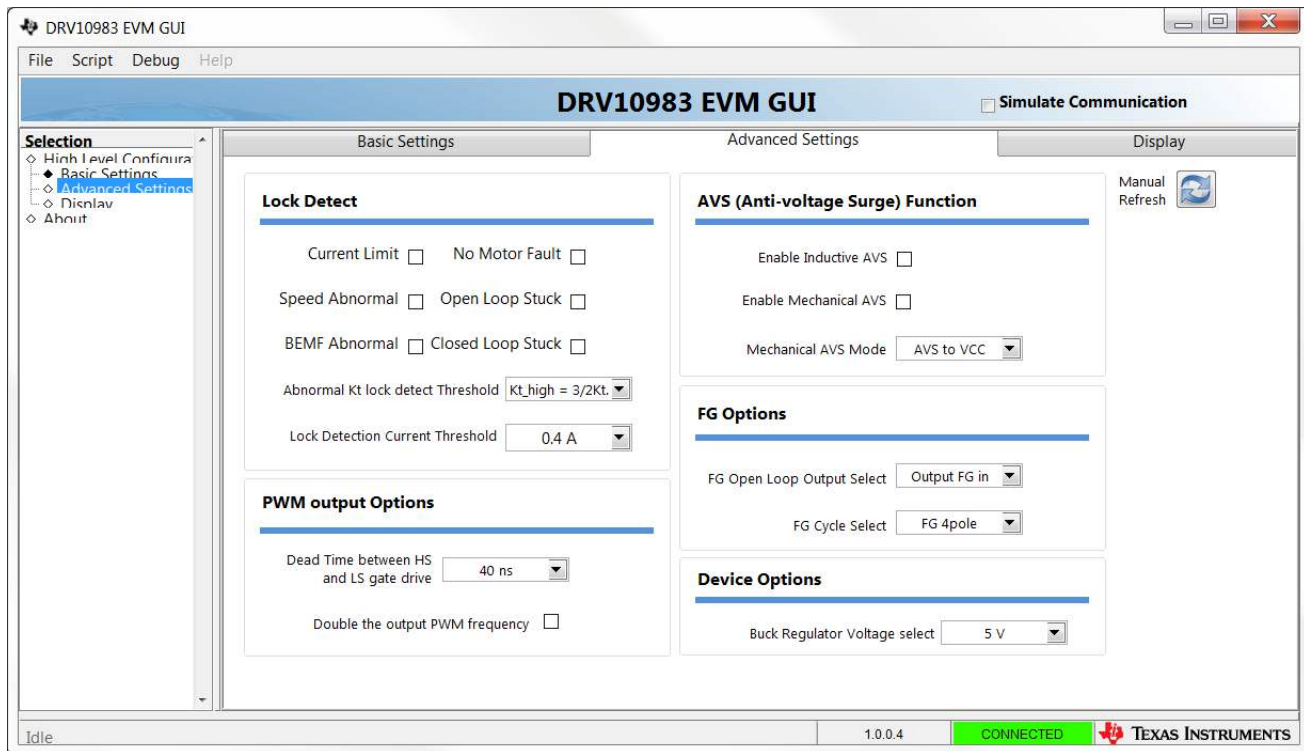 DRV10983 EVM GUI
File Script Debug Help
DRV10983 EVM GUI
Simulate Communication
Selection
High Level Configura
Basic Settings
Advanced Settings
Display
About
Basic Settings
Advanced Settings
Display
Manual
Refresh
Lock Detect
Current Limit
No Motor Fault
Speed Abnormal
Open Loop Stuck
BEMF Abnormal
Closed Loop Stuck
Abnormal Kt lock detect Threshold
Kt_high = 3/2Kt.
Lock Detection Current Threshold
0.4 A
PWM output Options
Dead Time between HS
and LS gate drive
40 ns
Double the output PWM frequency
AVS (Anti-voltage Surge) Function
Enable Inductive AVS
Enable Mechanical AVS
Mechanical AVS Mode
AVS to VCC
FG Options
FG Open Loop Output Select
Output FG in
FG Cycle Select
FG 4pole
Device Options
Buck Regulator Voltage select
5 V
Idle
1.0.0.4
CONNECTED
TEXAS INSTRUMENTS